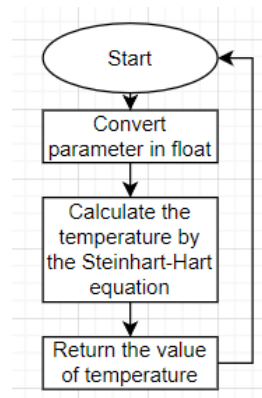 Start
Convert
parameter in float
Calculate the
temperature by
the Steinhart-Hart
equation
Return the value
of temperature